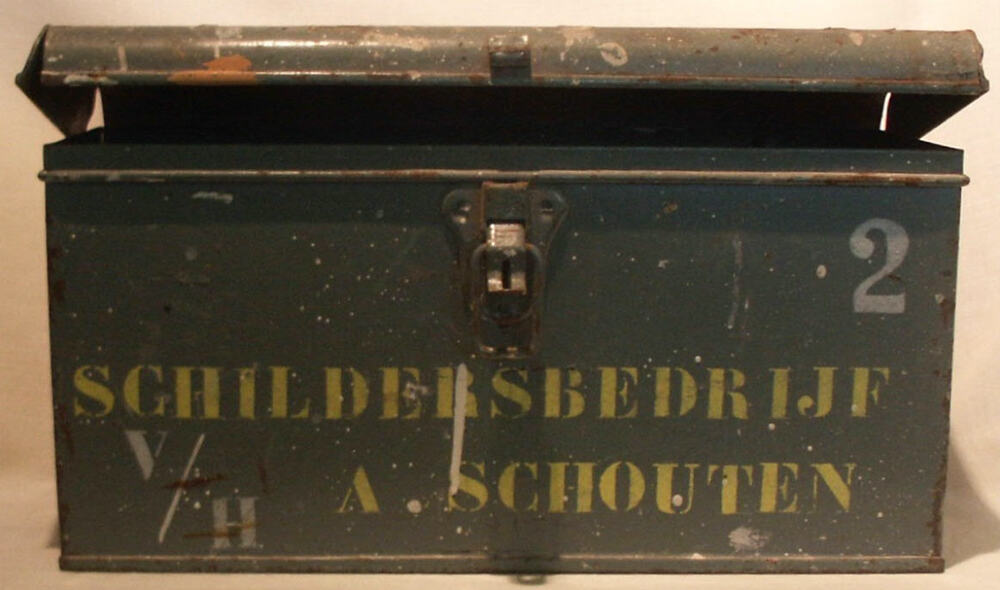 2
SCHILDERSBEDRIJF
V/H
A SCHOUTEN